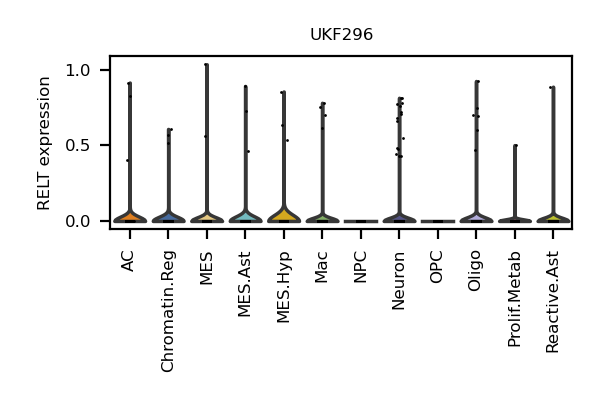 UKF296
RELT expression
1.0
0.5
0.0
AC
Chromatin.Reg
MES
MES.Ast
MES.Hyp
Mac
NPC
Neuron
OPC
Oligo
Prolif.Metab
Reactive.Ast